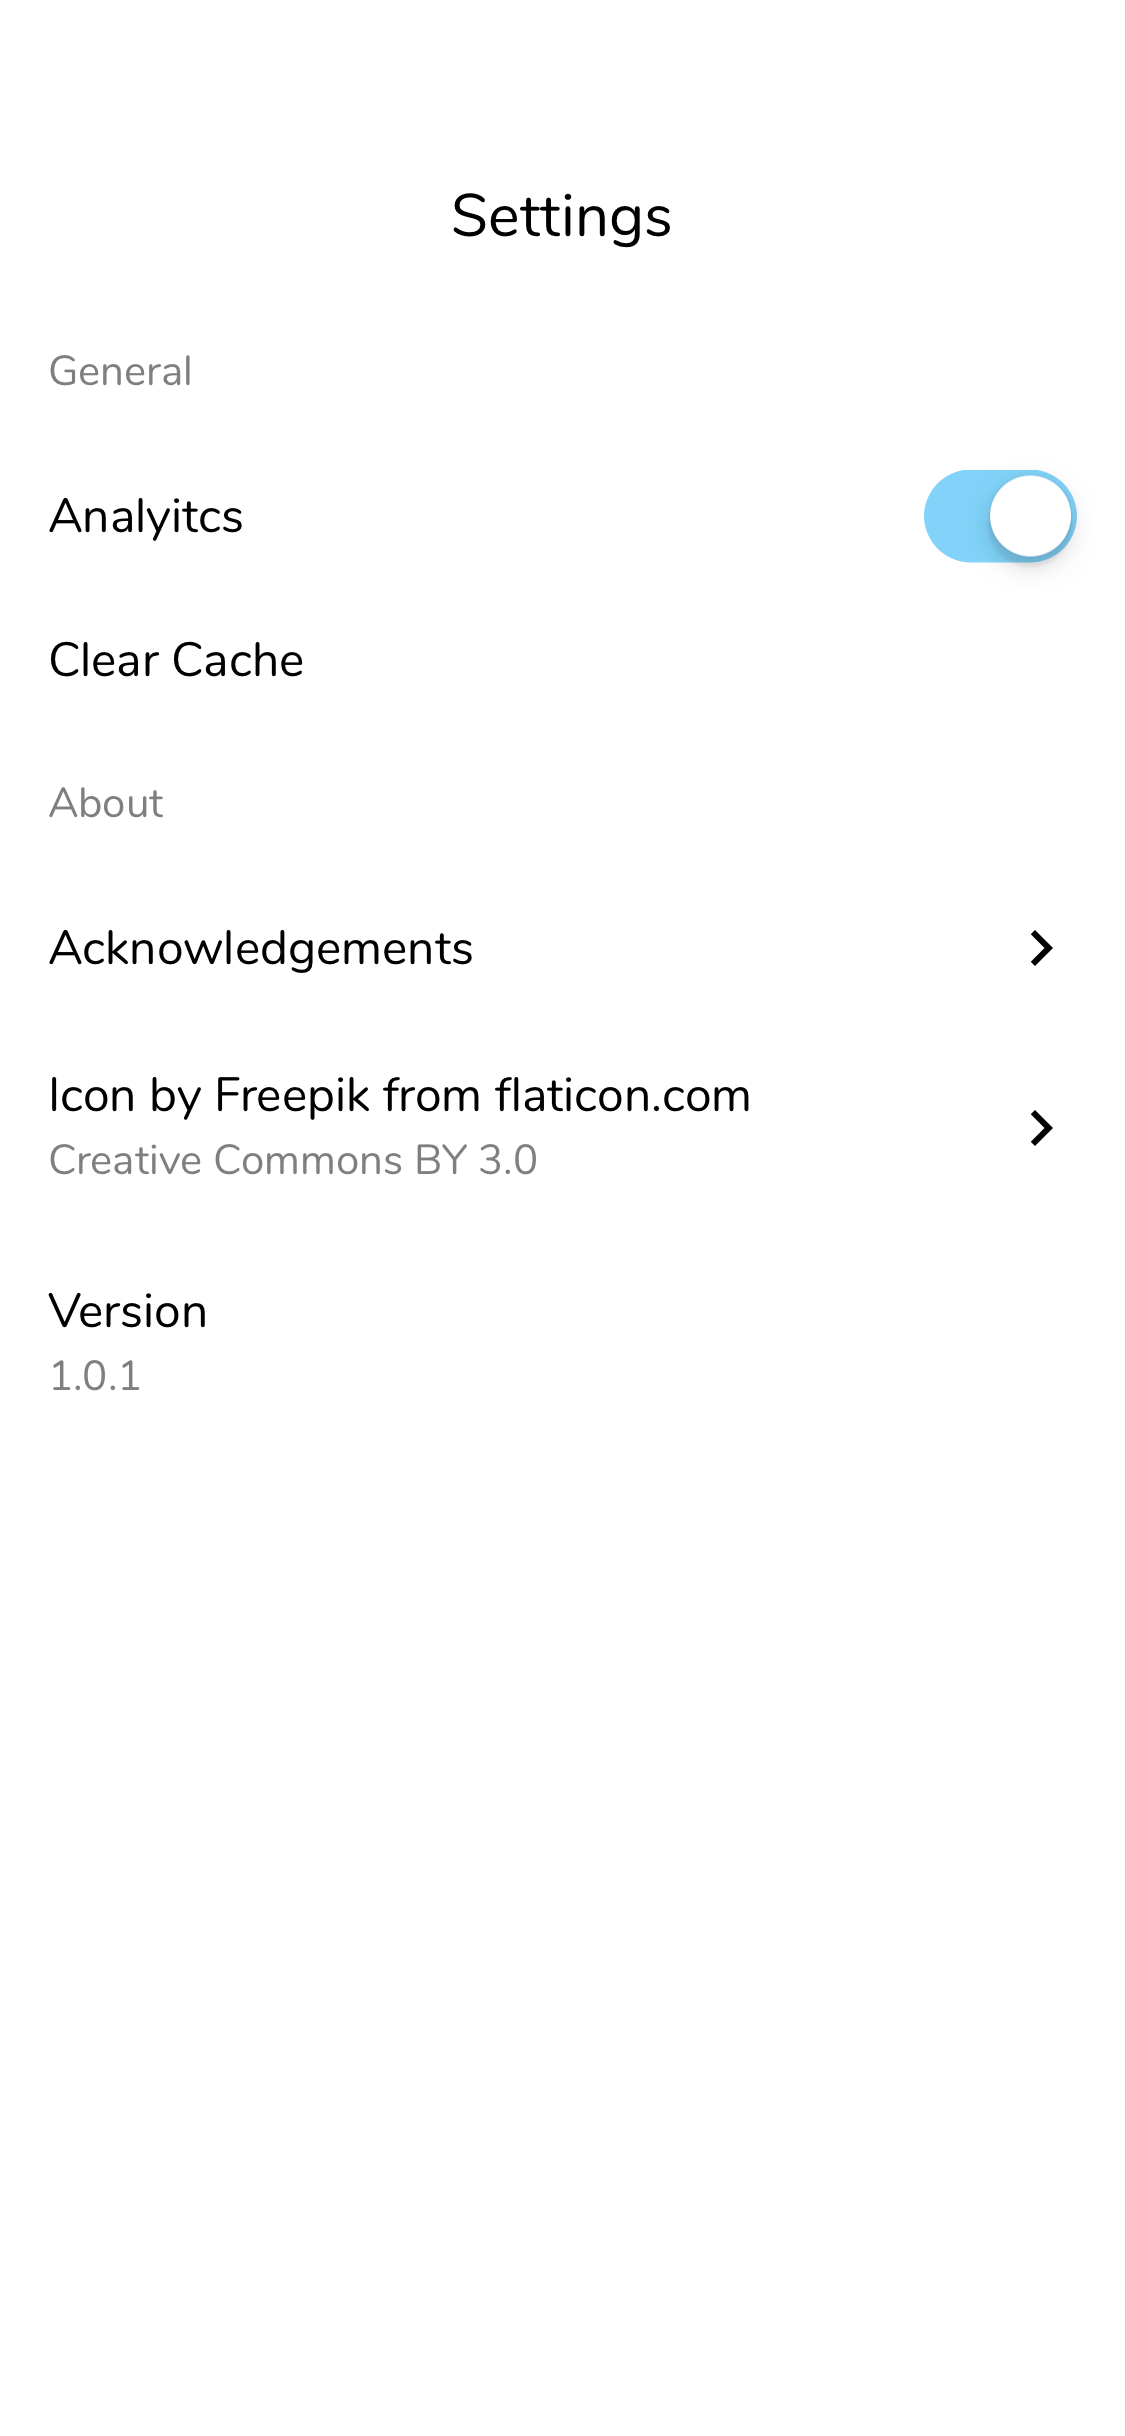 Settings
General
Analyitcs
Clear Cache
About
Acknowledgements
Icon by Freepik from flaticon.com
Creative Commons BY 3.0
Version
1.0.1